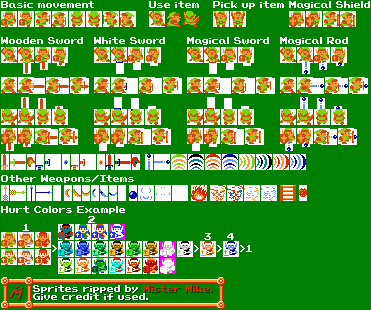 Basic movement Use item Pick up item Magical Shield
Wooden Sword White Sword Magical Sword Magical Rod
Other Weapons/Items
Hurt Colors Example
1 2 3 4
> > >1
Sprites ripped by Mister Mike.
Give credit if used.